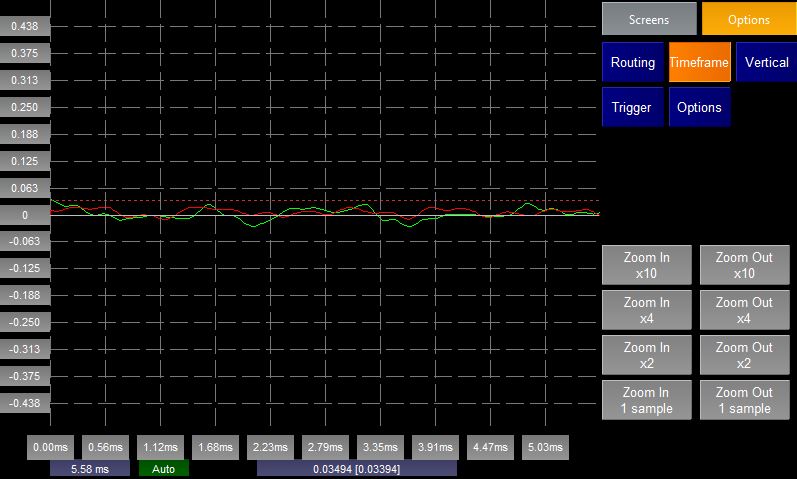 Screens Options
Routing Timeframe Vertical
Trigger Options
0.438
0.375
0.313
0.250
0.188
0.125
0.063
0
-0.063
-0.125
-0.188
-0.250
-0.313
-0.375
-0.438
Zoom In
x10
Zoom Out
x10
Zoom In
x4
Zoom Out
x4
Zoom In
x2
Zoom Out
x2
Zoom In
1 sample
Zoom Out
1 sample
0.00ms 0.56ms 1.12ms 1.68ms 2.23ms 2.79ms 3.35ms 3.91ms 4.47ms 5.03ms
5.58 ms Auto 0.03494 [0.03394]